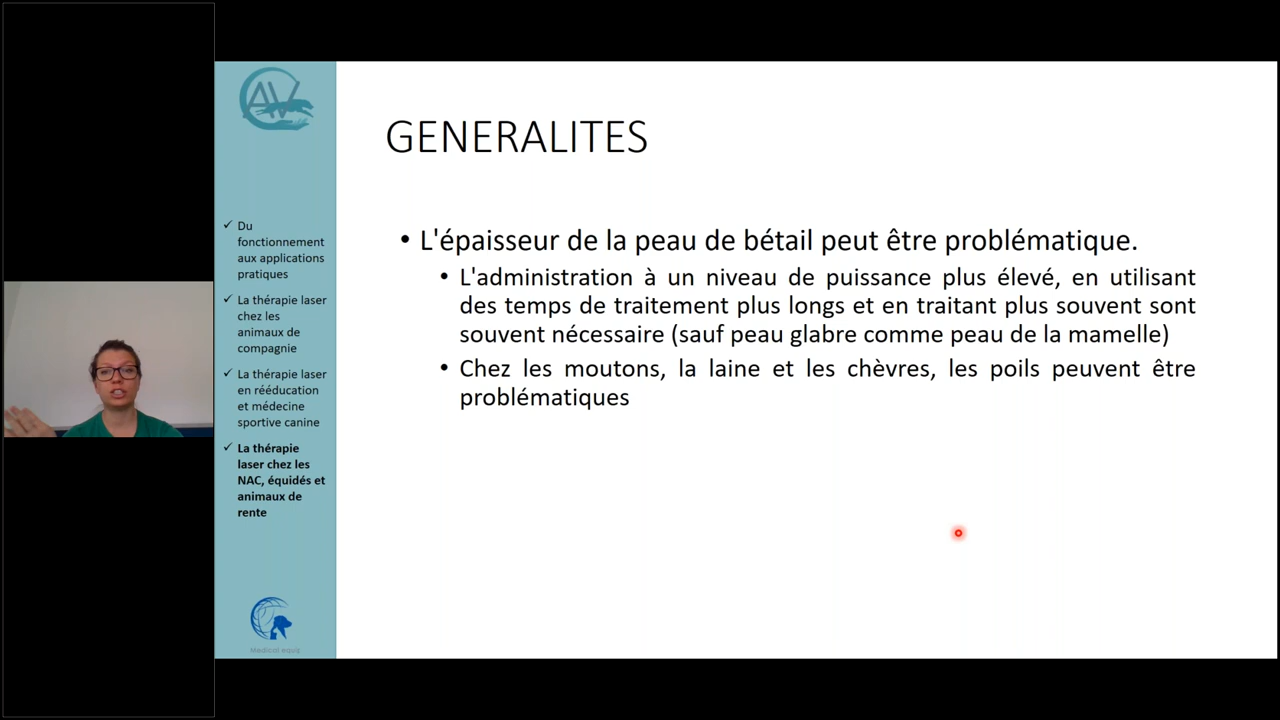 AV
Du
fonctionnement
aux applications
pratiques
La thérapie laser
chez les
animaux de
compagnie
La thérapie laser
en rééducation
et médecine
sportive canine
La thérapie
laser chez les
NAC, équidés et
animaux de
rente
Medical equip
GENERALITES
• L'épaisseur de la peau de bétail peut être problématique.
• L'administration à un niveau de puissance plus élevé, en utilisant
des temps de traitement plus longs et en traitant plus souvent sont
souvent nécessaire (sauf peau glabre comme peau de la mamelle)
• Chez les moutons, la laine et les chèvres, les poils peuvent être
problématiques